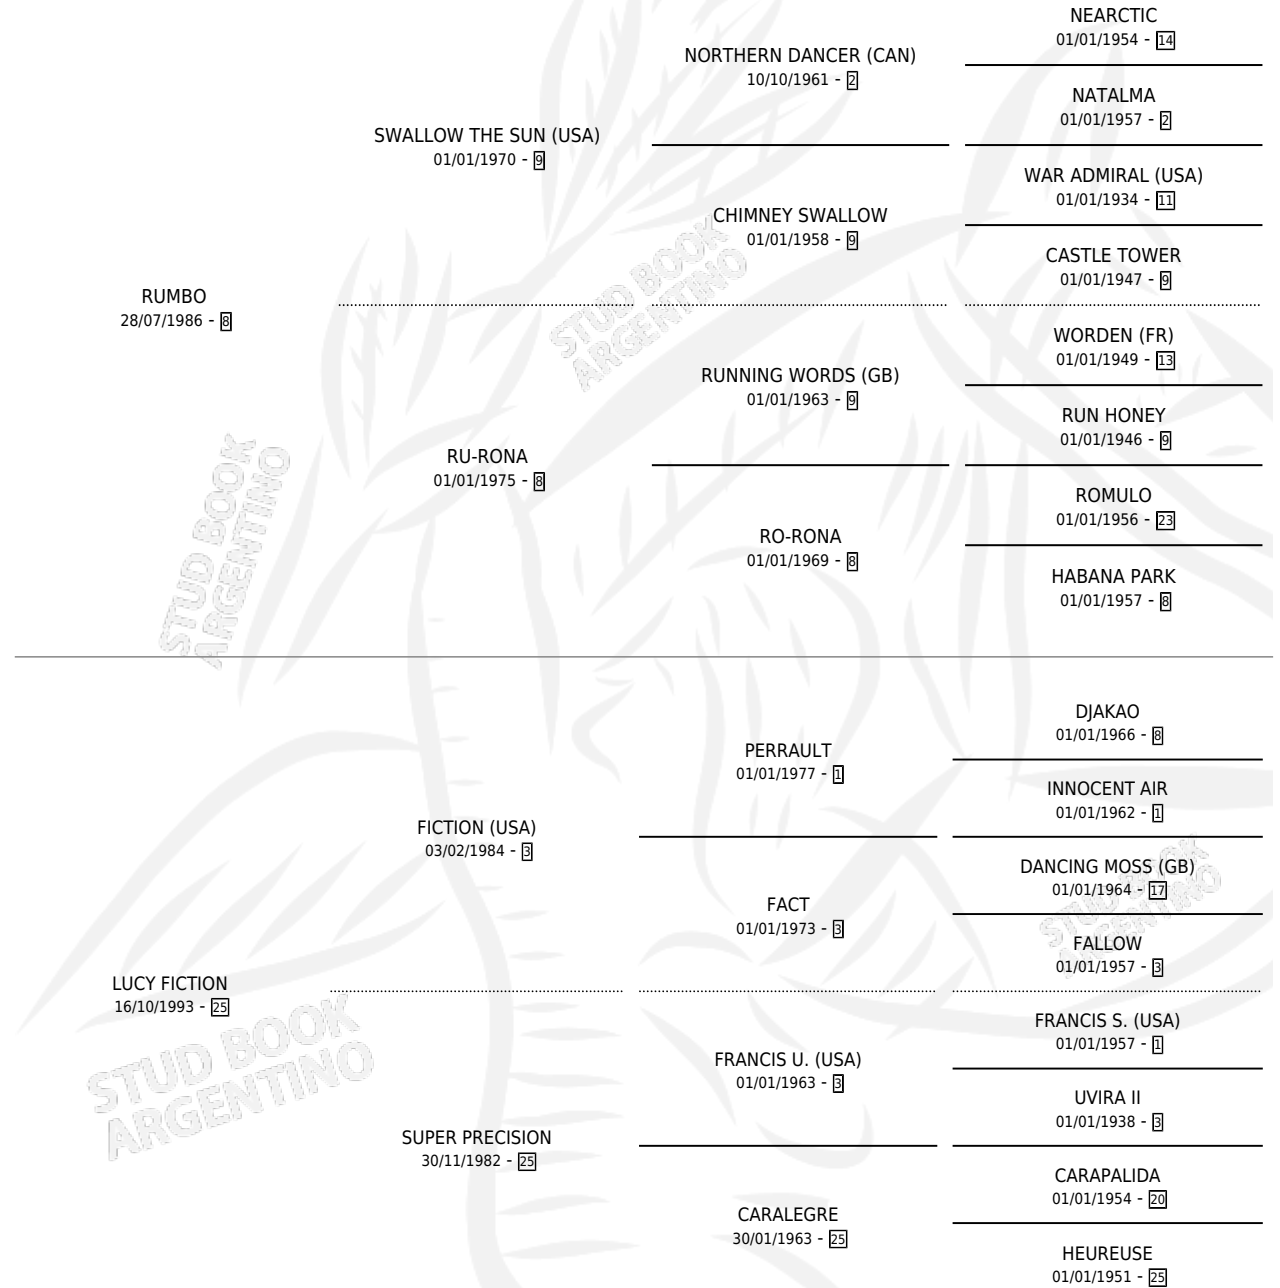 NEARCTIC
01/01/1954 - 14
NORTHERN DANCER (CAN)
10/10/1961 - 2
NATALMA
01/01/1957 - 2
SWALLOW THE SUN (USA)
01/01/1970 - 9
WAR ADMIRAL (USA)
01/01/1934 - 11
CHIMNEY SWALLOW
01/01/1958 - 9
CASTLE TOWER
01/01/1947 - 9
RUMBO
28/07/1986 - 8
WORDEN (FR)
01/01/1949 - 13
RUNNING WORDS (GB)
01/01/1963 - 9
RUN HONEY
01/01/1946 - 9
RU-RONA
01/01/1975 - 8
ROMULO
01/01/1956 - 23
RO-RONA
01/01/1969 - 8
HABANA PARK
01/01/1957 - 8
DJAKAO
01/01/1966 - 8
PERRAULT
01/01/1977 - 1
INNOCENT AIR
01/01/1962 - 1
FICTION (USA)
03/02/1984 - 3
DANCING MOSS (GB)
01/01/1964 - 17
FACT
01/01/1973 - 3
FALLOW
01/01/1957 - 3
LUCY FICTION
16/10/1993 - 25
FRANCIS S. (USA)
01/01/1957 - 1
FRANCIS U. (USA)
01/01/1963 - 3
UVIRA II
01/01/1938 - 3
SUPER PRECISION
30/11/1982 - 25
CARAPALIDA
01/01/1954 - 20
CARALEGRE
30/01/1963 - 25
HEUREUSE
01/01/1951 - 25
STUD BOOK
ARGENTINO
STUD BOOK
ARGENTINO
STUD BOOK
ARGENTINO
STUD BOOK
ARGENTINO